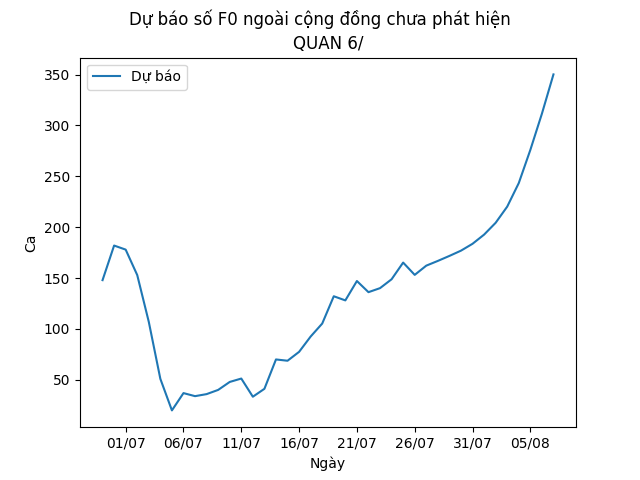 Dự báo số F0 ngoài cộng đồng chưa phát hiện
QUAN 6/
Dự báo
350
300
250
200
150
100
50
Ca
01/07 06/07 11/07 16/07 21/07 26/07 31/07 05/08
Ngày